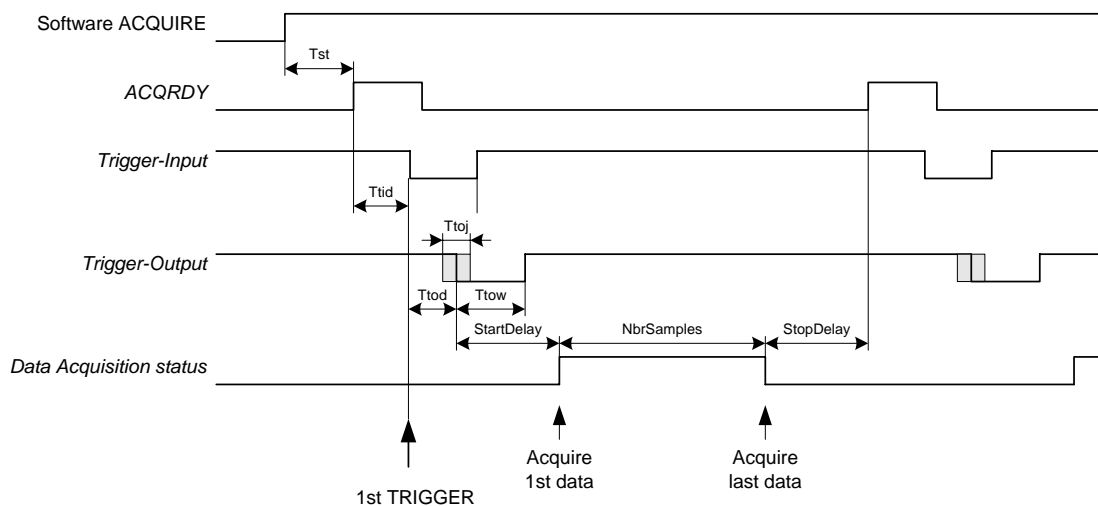 Software ACQUIRE
Tst
ACQRDY
Trigger-Input
Ttid
Ttoj
Trigger-Output
Ttod
Ttow
StartDelay
NbrSamples
StopDelay
Data Acquisition status
Acquire
1st data
Acquire
last data
1st TRIGGER